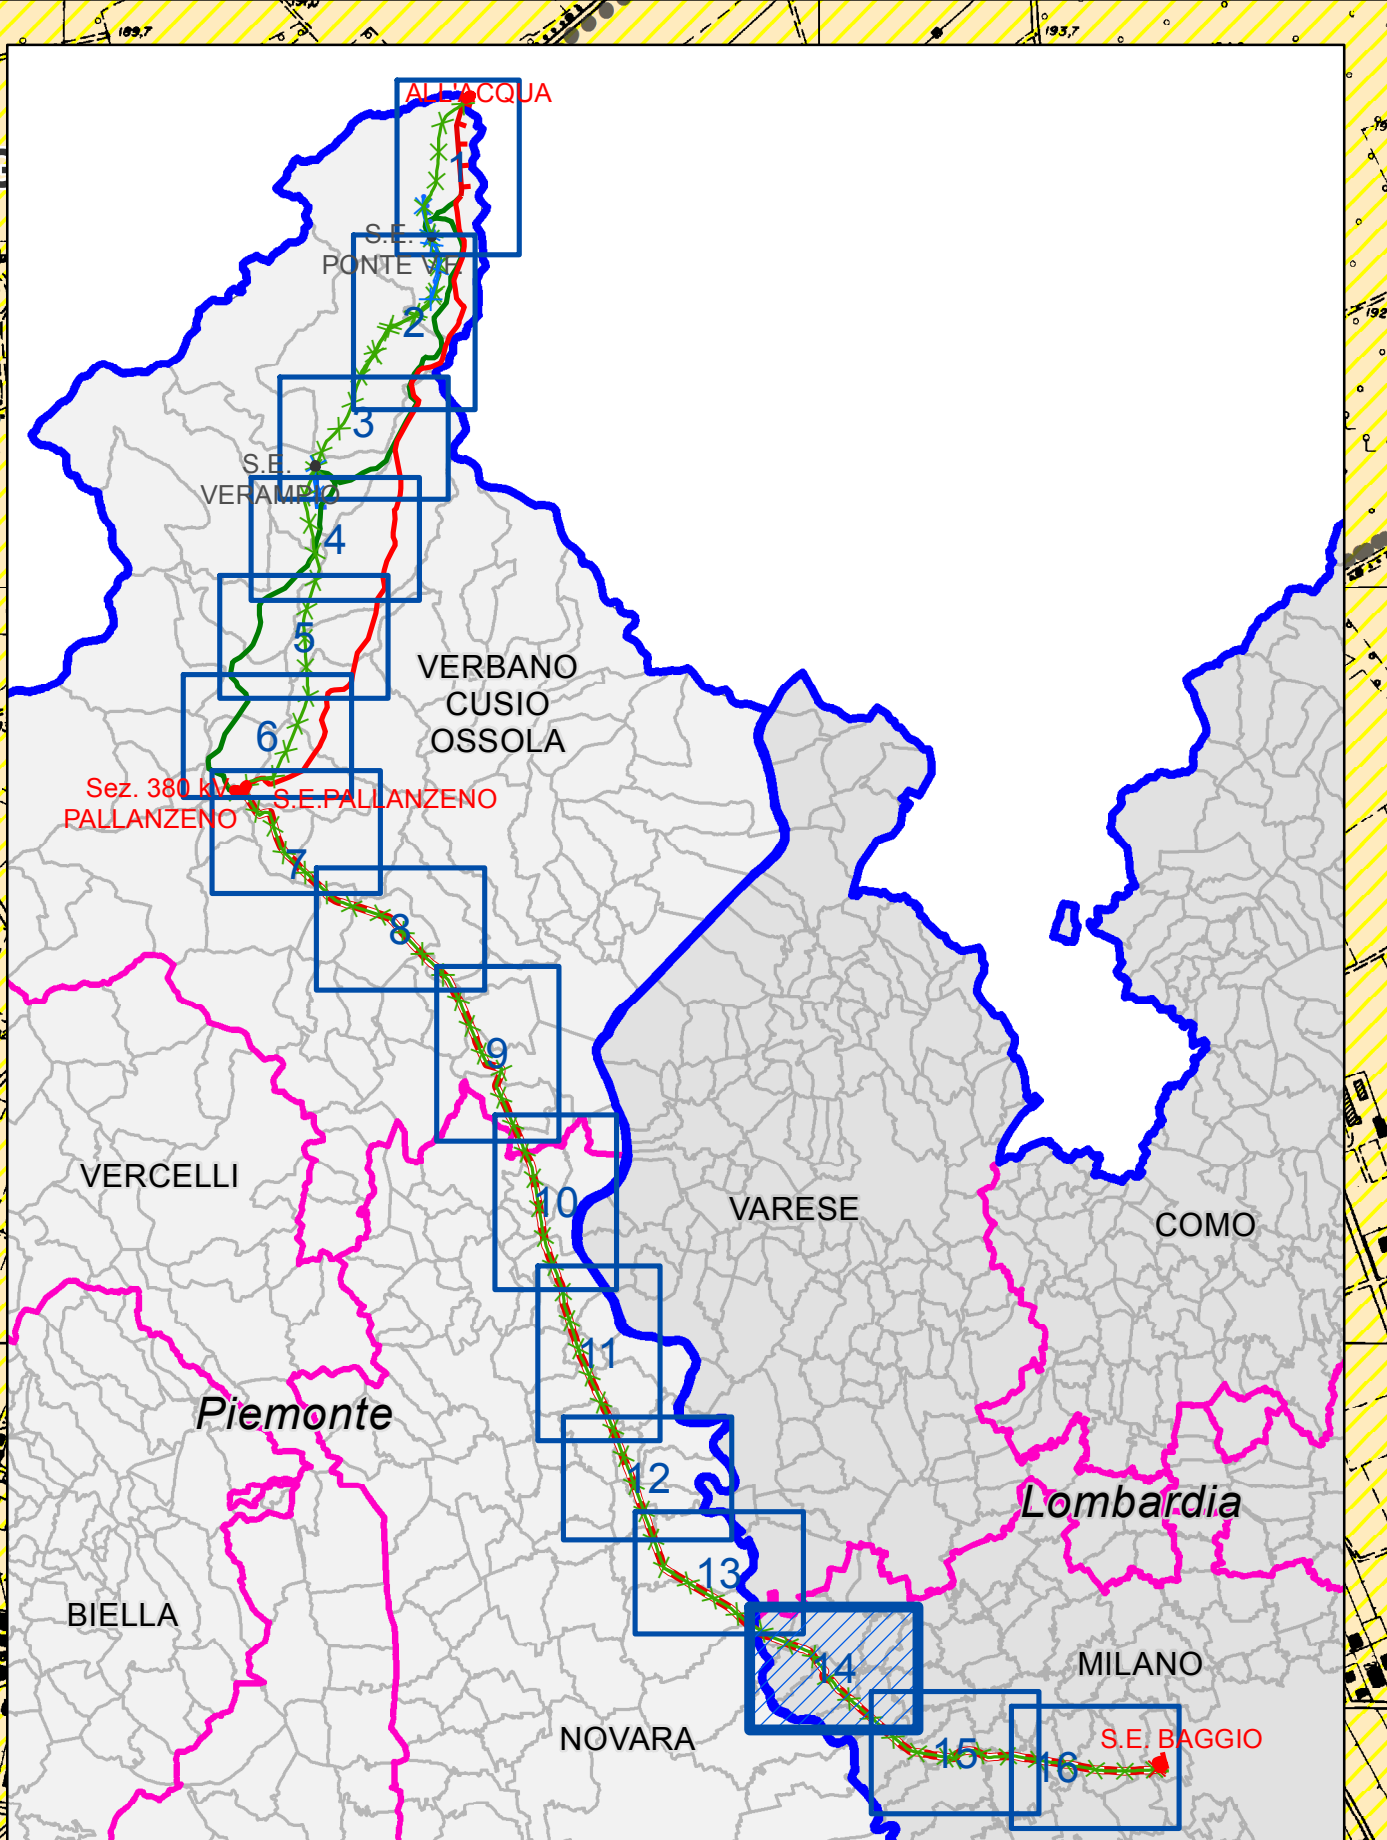 189,7
193,7
192
ALL'ACQUA
1
S.E.
PONTE V.F.
2
3
S.E.
VERAMPIO
4
5
VERBANO
CUSIO
OSSOLA
6
Sez. 380 kV
PALLANZENO
S.E.PALLANZENO
7
8
9
VERCELLI
10
VARESE
COMO
11
Piemonte
12
Lombardia
13
BIELLA
14
MILANO
NOVARA
15
16
S.E. BAGGIO